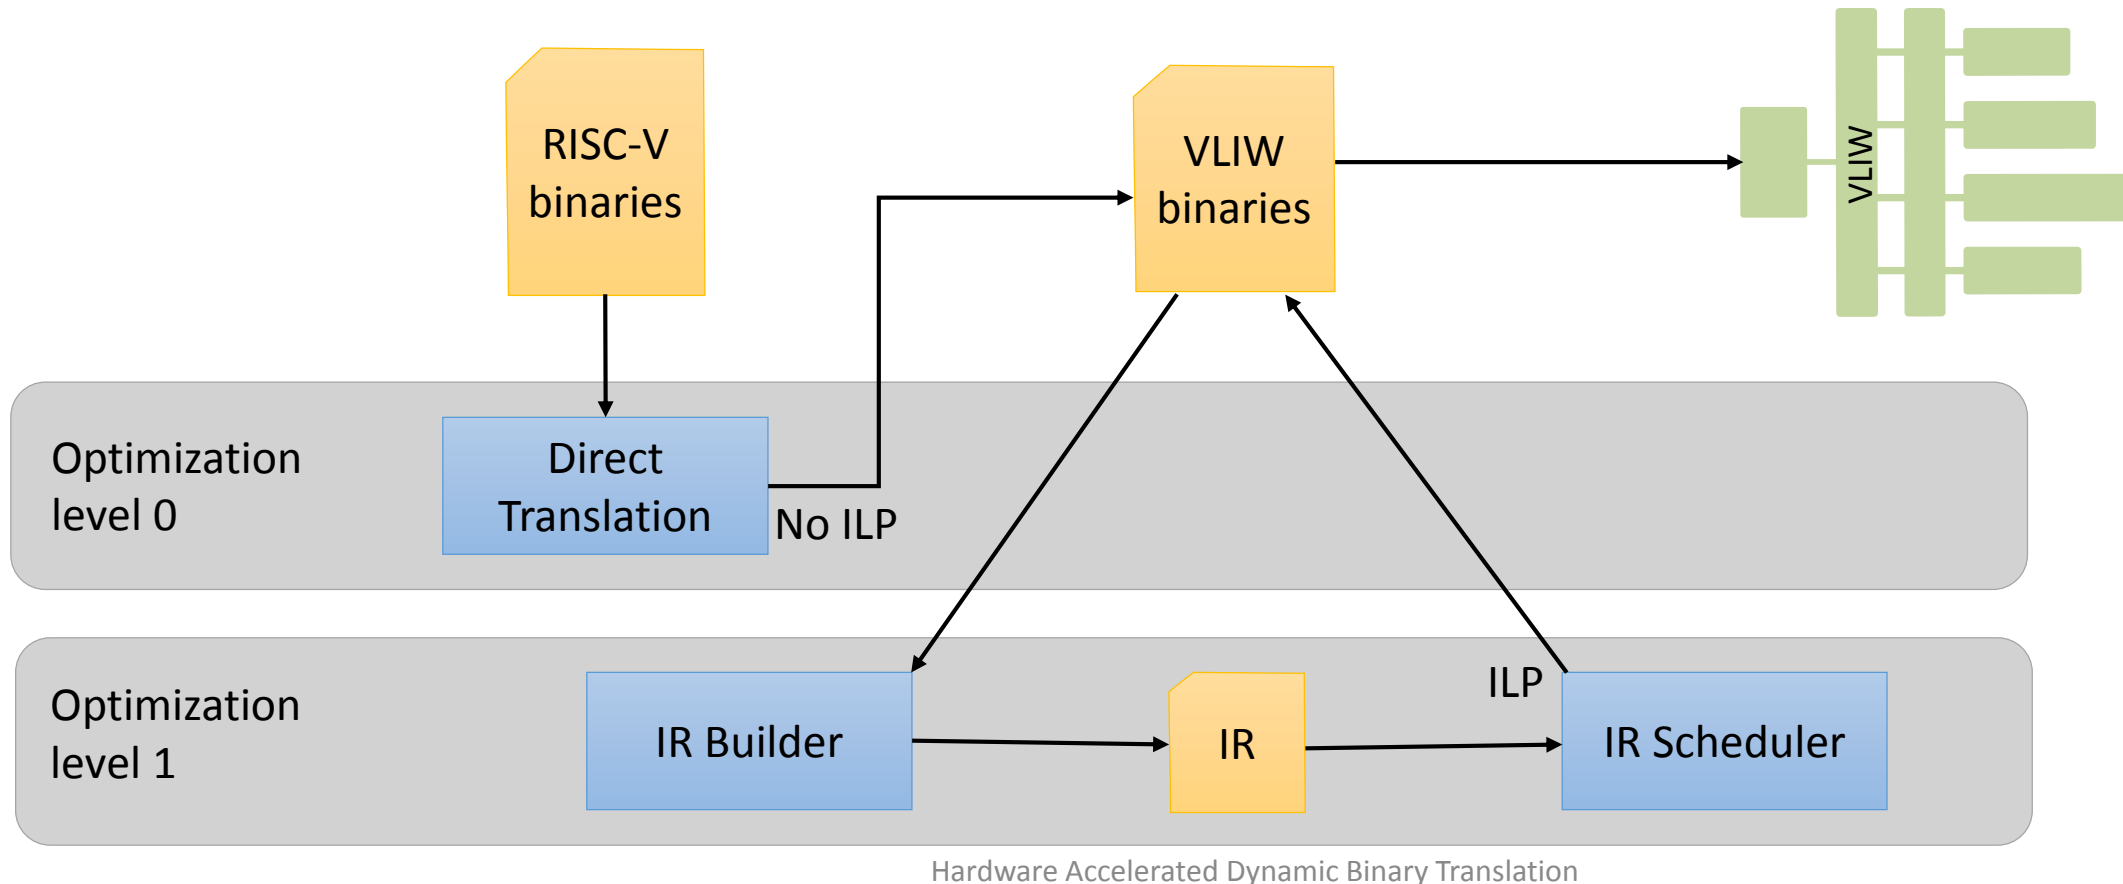 RISC-V
binaries
VLIW
binaries
VLIW
Optimization
level 0
Direct
Translation
No ILP
Optimization
level 1
IR Builder
IR
ILP
IR Scheduler
Hardware Accelerated Dynamic Binary Translation